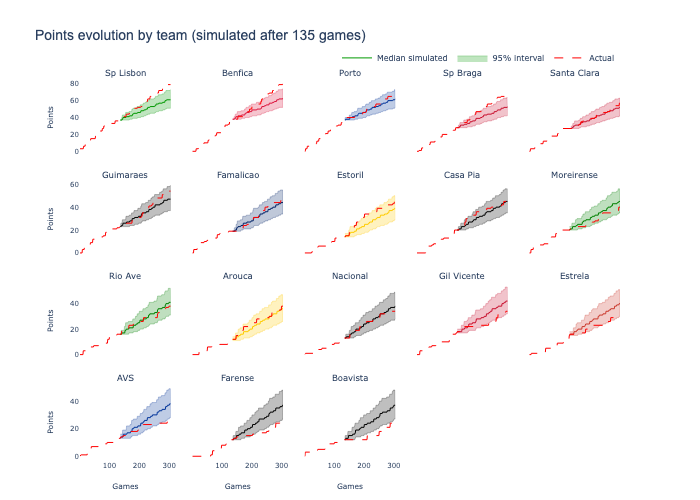 Points evolution by team (simulated after 135 games)
Median simulated 95% interval Actual
Sp Lisbon Benfica Porto Sp Braga Santa Clara
Points
80
60
40
20
0
Guimaraes Famalicao Estoril Casa Pia Moreirense
Points
60
40
20
0
Rio Ave Arouca Nacional Gil Vicente Estrela
Points
40
20
0
AVS Farense Boavista
Points
40
20
0
100 200 300 100 200 300 100 200 300
Games Games